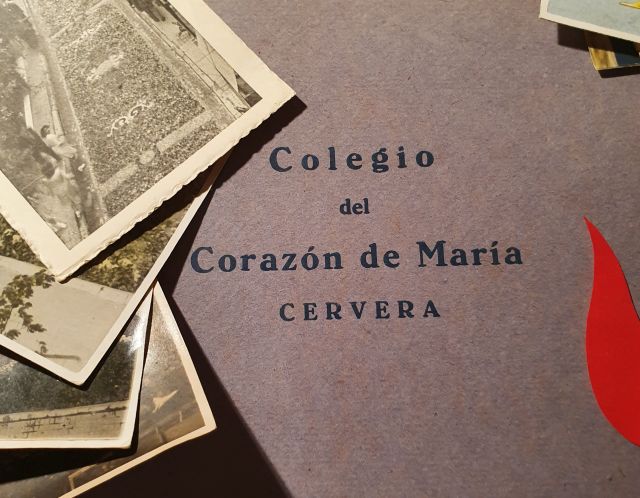 Colegio
del
Corazón de María
CERVERA